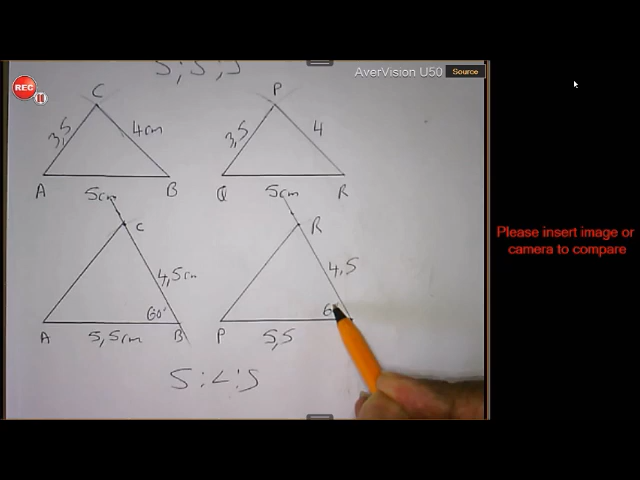 S;S;S
AverVision U50
Source
REC
C
P
3,5
4cm
3,5
4
A
B
Q
R
5cm
5cm
C
R
4,5cm
4,5
60°
A
B
P
5,5cm
5,5
S:<:S
Please insert image or
camera to compare